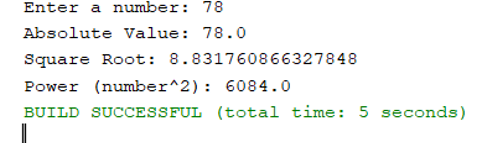 Enter a number: 78
Absolute Value: 78.0
Square Root: 8.831760866327848
Power (number^2): 6084.0
BUILD SUCCESSFUL (total time: 5 seconds)